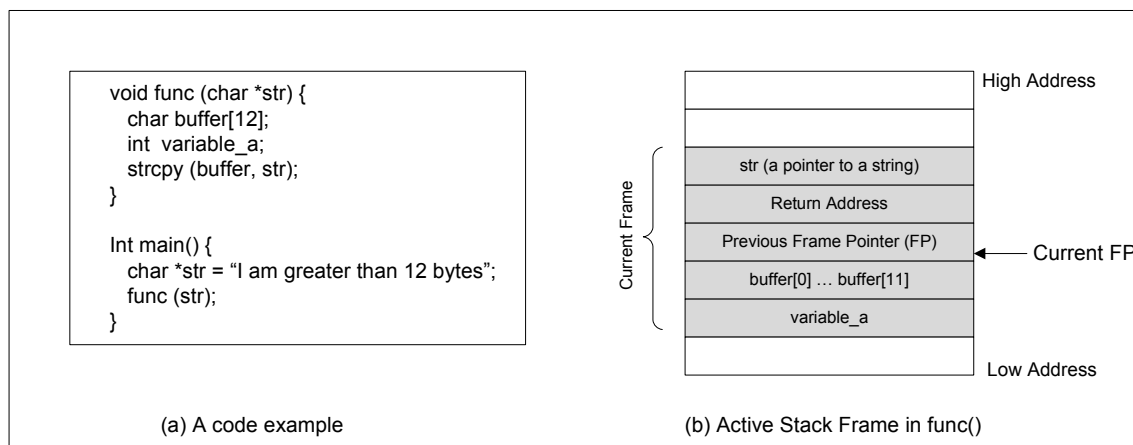 void func (char *str) {
char buffer[12];
int variable_a;
strcpy (buffer, str);
}
Int main() {
char *str = “I am greater than 12 bytes”;
func (str);
}
(a) A code example
High Address
str (a pointer to a string)
Return Address
Previous Frame Pointer (FP)
buffer[0] … buffer[11]
variable_a
Current Frame
Current FP
Low Address
(b) Active Stack Frame in func()